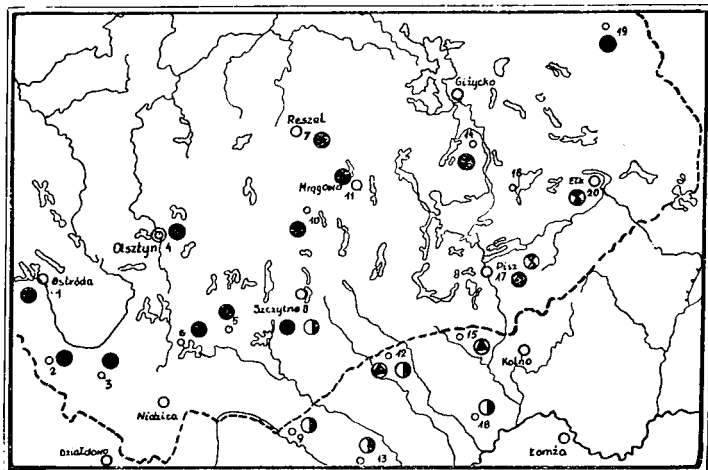 19
Giżycko
Reszel
7
14
Mrągowo
11
16
Ełk
20
10
Olsztyn 4
Ostróda
1
Pisz
17
Szczytno 8
5
6
15
12
Kolno
2
3
Nidzica
18
9
13
Łomża
Działdowo